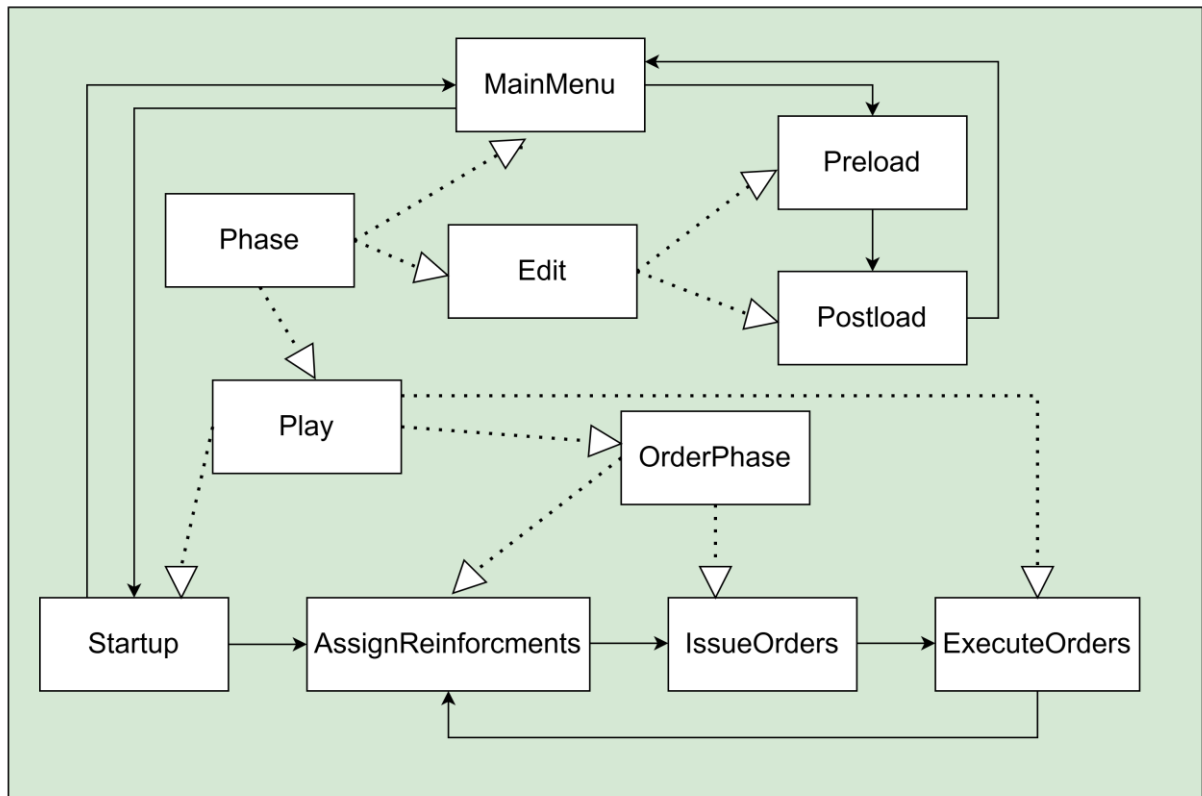 MainMenu
Preload
Phase
Edit
Postload
Play
OrderPhase
Startup
AssignReinforcments
IssueOrders
ExecuteOrders